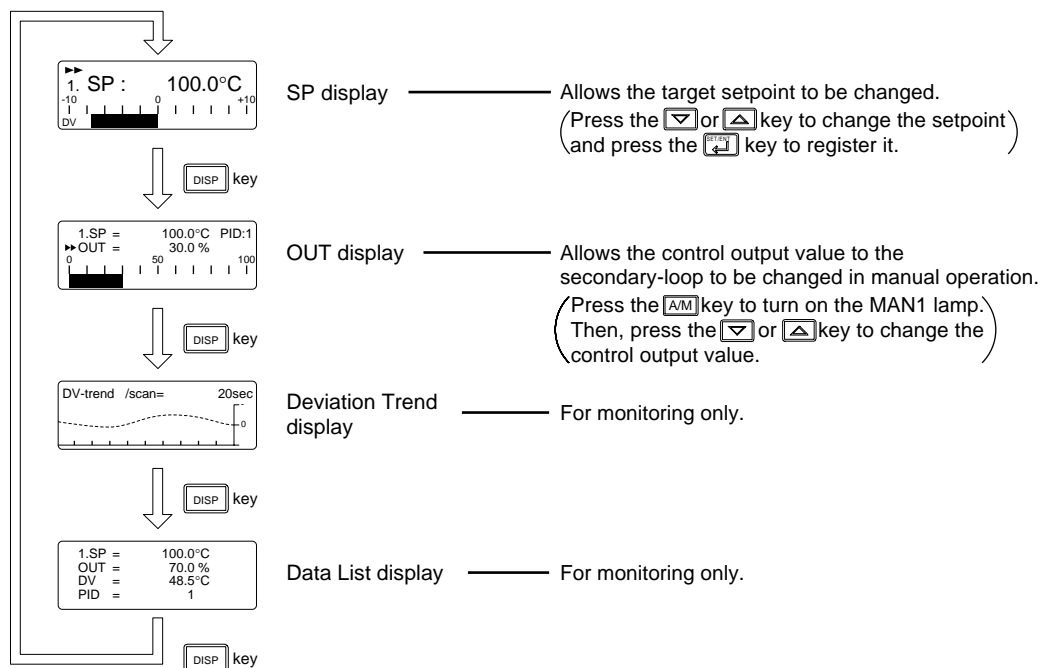 ▶▶
1. SP : 100.0°C
-10 0 +10
DV
SP display
Allows the target setpoint to be changed.
(Press the ▽ or △ key to change the setpoint
and press the SET/ENT key to register it.)
DISP key
1.SP = 100.0°C PID:1
▶▶OUT = 30.0 %
0 50 100
OUT display
Allows the control output value to the
secondary-loop to be changed in manual operation.
(Press the A/M key to turn on the MAN1 lamp.
Then, press the ▽ or △ key to change the
control output value.)
DISP key
DV-trend /scan= 20sec
-
0
Deviation Trend
display
For monitoring only.
DISP key
1.SP = 100.0°C
OUT = 70.0 %
DV = 48.5°C
PID = 1
Data List display
For monitoring only.
DISP key